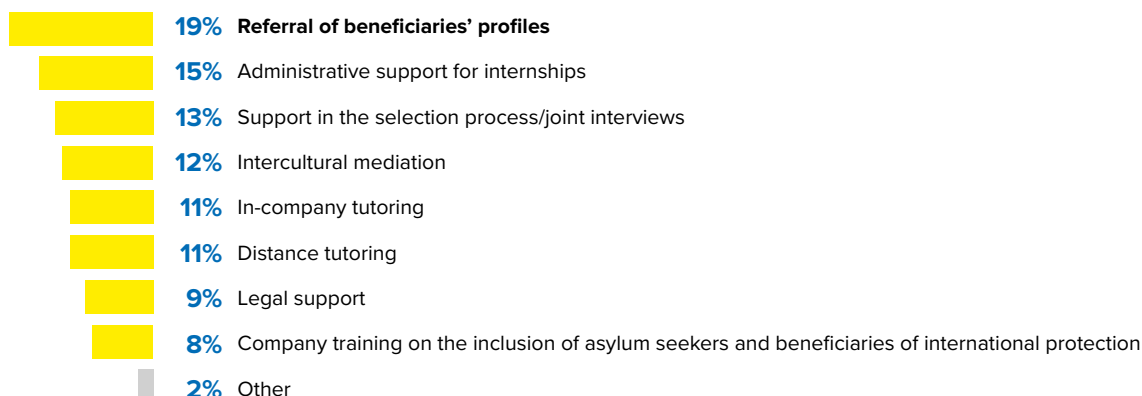 19% Referral of beneficiaries’ profiles
15% Administrative support for internships
13% Support in the selection process/joint interviews
12% Intercultural mediation
11% In-company tutoring
11% Distance tutoring
9% Legal support
8% Company training on the inclusion of asylum seekers and beneficiaries of international protection
2% Other